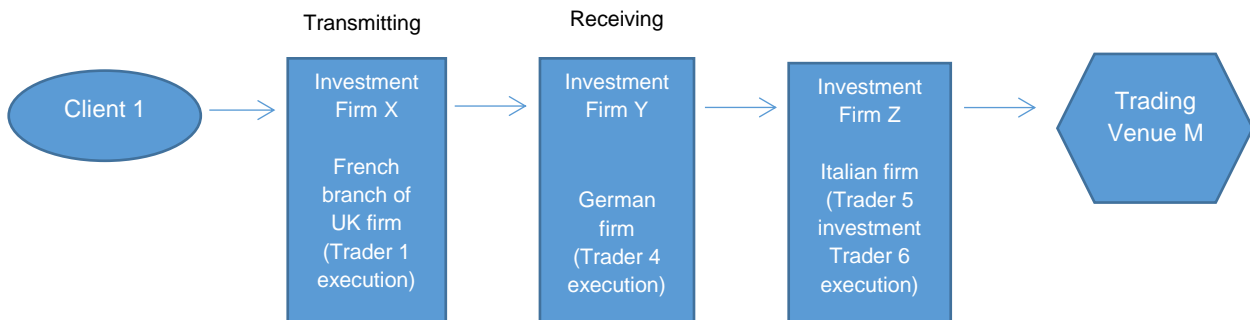 Transmitting
Receiving
Client 1
Investment
Firm X
French
branch of
UK firm
(Trader 1
execution)
Investment
Firm Y
German
firm
(Trader 4
execution)
Investment
Firm Z
Italian firm
(Trader 5
investment
Trader 6
execution)
Trading
Venue M